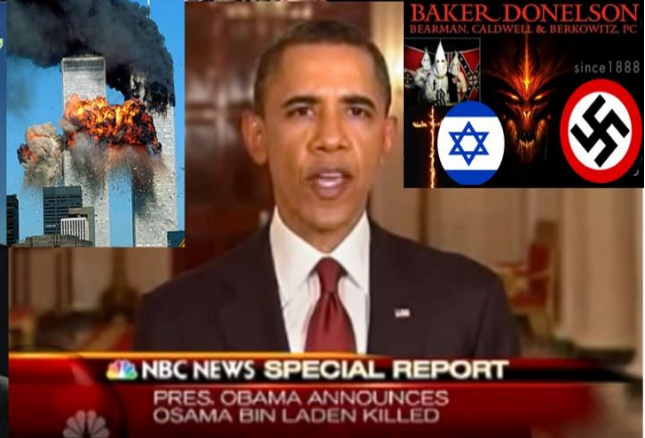 BAKER DONELSON
BEARMAN, CALDWELL & BERKOWITZ, PC
since1888
NBC NEWS SPECIAL REPORT
PRES. OBAMA ANNOUNCES
OSAMA BIN LADEN KILLED